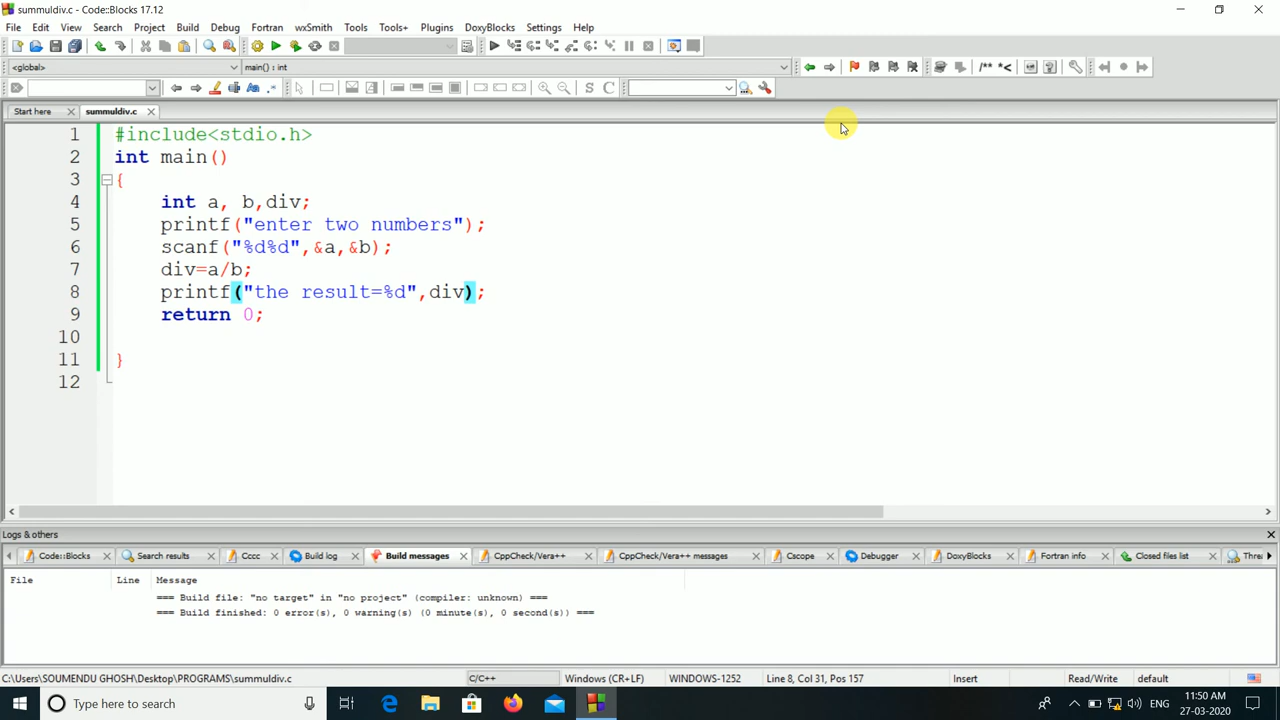 summuldiv.c - Code::Blocks 17.12
File Edit View Search Project Build Debug Fortran wxSmith Tools Tools+ Plugins DoxyBlocks Settings Help
<global> main() : int
/** *<
S C
Start here summuldiv.c
1 #include<stdio.h>
2 int main()
3 {
4 int a, b,div;
5 printf("enter two numbers");
6 scanf("%d%d",&a,&b);
7 div=a/b;
8 printf("the result=%d",div);
9 return 0;
10
11 }
12
Logs & others
Code::Blocks Search results Cccc Build log Build messages CppCheck/Vera++ CppCheck/Vera++ messages Cscope Debugger DoxyBlocks Fortran info Closed files list Threa
File Line Message
=== Build file: "no target" in "no project" (compiler: unknown) ===
=== Build finished: 0 error(s), 0 warning(s) (0 minute(s), 0 second(s)) ===
C:\Users\SOUMENDU GHOSH\Desktop\PROGRAMS\summuldiv.c C/C++ Windows (CR+LF) WINDOWS-1252 Line 8, Col 31, Pos 157 Insert Read/Write default
Type here to search ENG 11:50 AM
27-03-2020